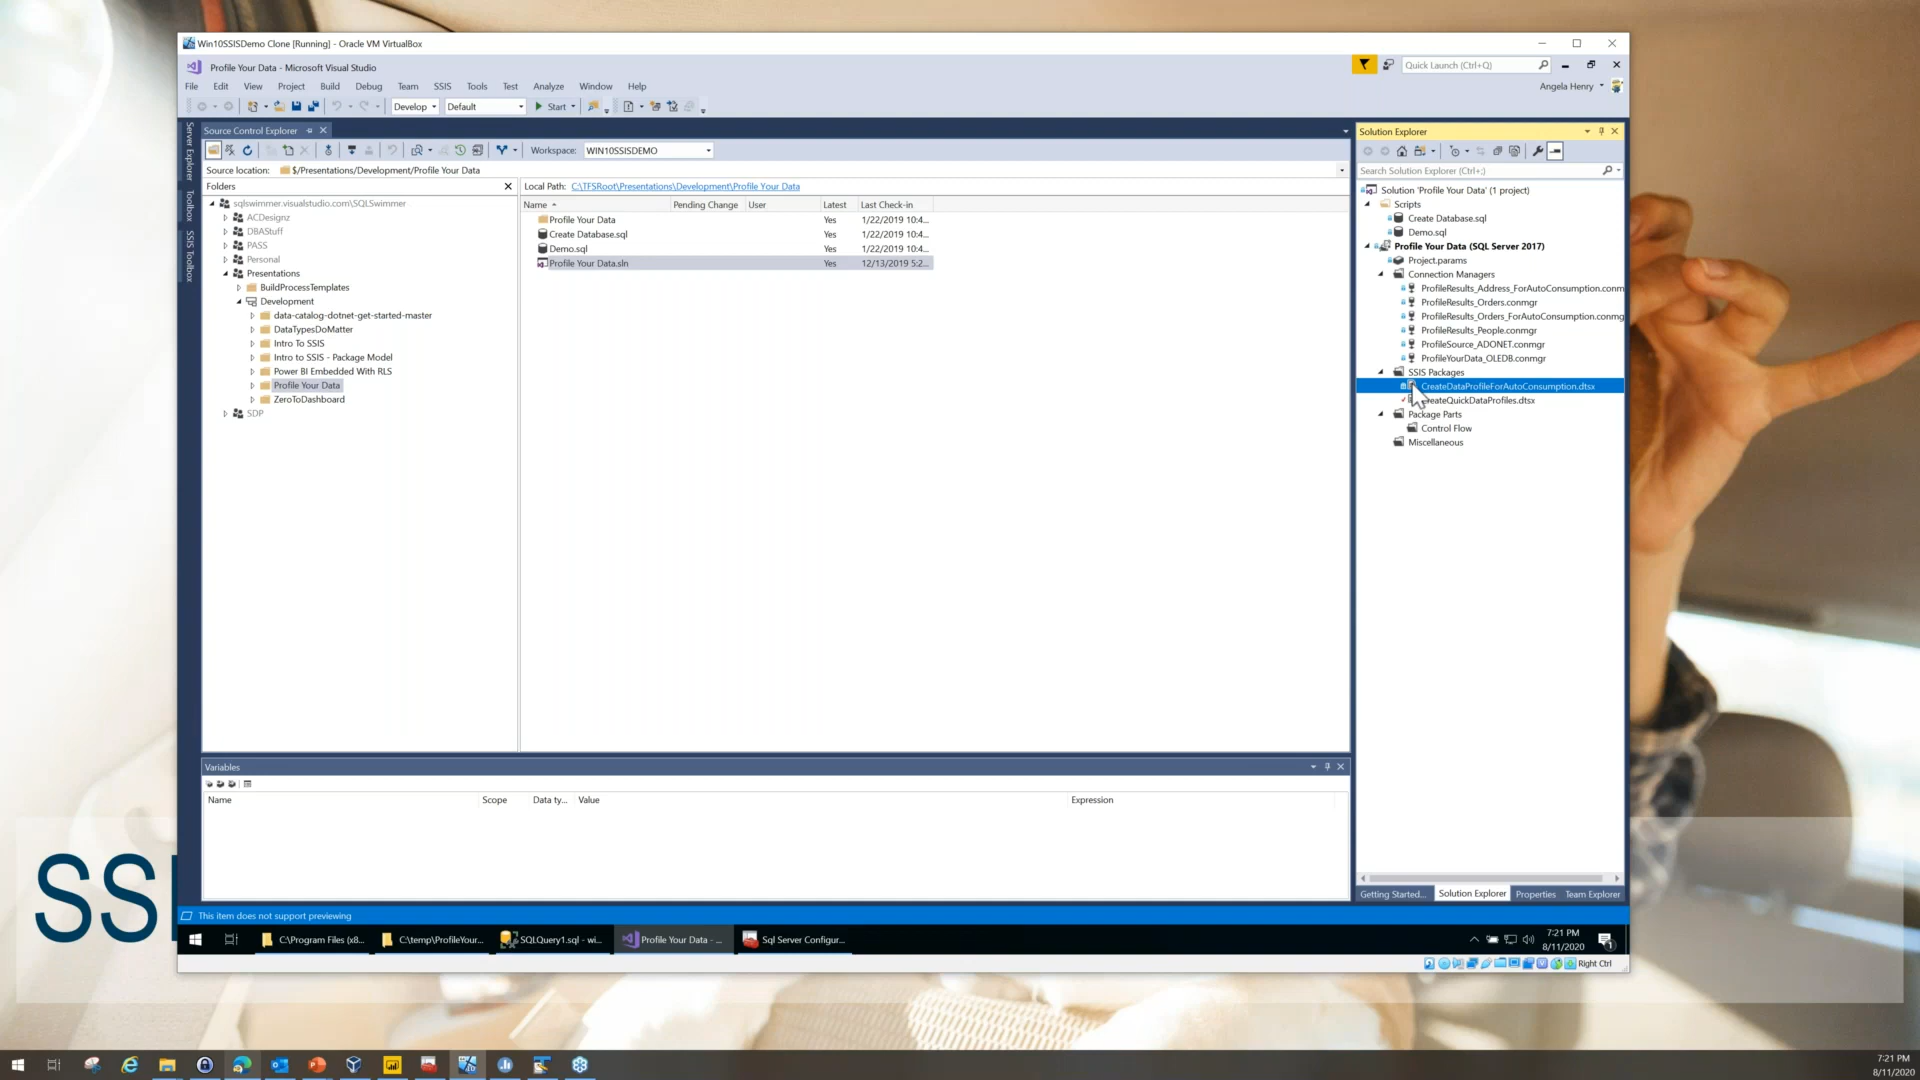 Win10SSISDemo Clone [Running] - Oracle VM VirtualBox
Profile Your Data - Microsoft Visual Studio
Quick Launch (Ctrl+Q)
File Edit View Project Build Debug Team SSIS Tools Test Analyze Window Help
Angela Henry
Develop Default Start
Server Explorer
Toolbox
SSIS Toolbox
Source Control Explorer
Workspace: WIN10SSISDEMO
Source location: $/Presentations/Development/Profile Your Data
Folders
sqlswimmer.visualstudio.com\SQLSwimmer
ACDesignz
DBAStuff
PASS
Personal
Presentations
BuildProcessTemplates
Development
data-catalog-dotnet-get-started-master
DataTypesDoMatter
Intro To SSIS
Intro to SSIS - Package Model
Power BI Embedded With RLS
Profile Your Data
ZeroToDashboard
SDP
Local Path: C:\TFSRoot\Presentations\Development\Profile Your Data
Name Pending Change User Latest Last Check-in
Profile Your Data Yes 1/22/2019 10:4...
Create Database.sql Yes 1/22/2019 10:4...
Demo.sql Yes 1/22/2019 10:4...
Profile Your Data.sln Yes 12/13/2019 5:2...
Solution Explorer
Search Solution Explorer (Ctrl+;)
Solution 'Profile Your Data' (1 project)
Scripts
Create Database.sql
Demo.sql
Profile Your Data (SQL Server 2017)
Project.params
Connection Managers
ProfileResults_Address_ForAutoConsumption.conm
ProfileResults_Orders.conmgr
ProfileResults_Orders_ForAutoConsumption.conmg
ProfileResults_People.conmgr
ProfileSource_ADONET.conmgr
ProfileYourData_OLEDB.conmgr
SSIS Packages
CreateDataProfileForAutoConsumption.dtsx
reateQuickDataProfiles.dtsx
Package Parts
Control Flow
Miscellaneous
Variables
Name Scope Data ty... Value Expression
Getting Started... Solution Explorer Properties Team Explorer
This item does not support previewing
C:\Program Files (x8... C:\temp\ProfileYour... SQLQuery1.sql - wi... Profile Your Data - ... Sql Server Configur...
7:21 PM
8/11/2020
1
Right Ctrl
SSI
7:21 PM
8/11/2020